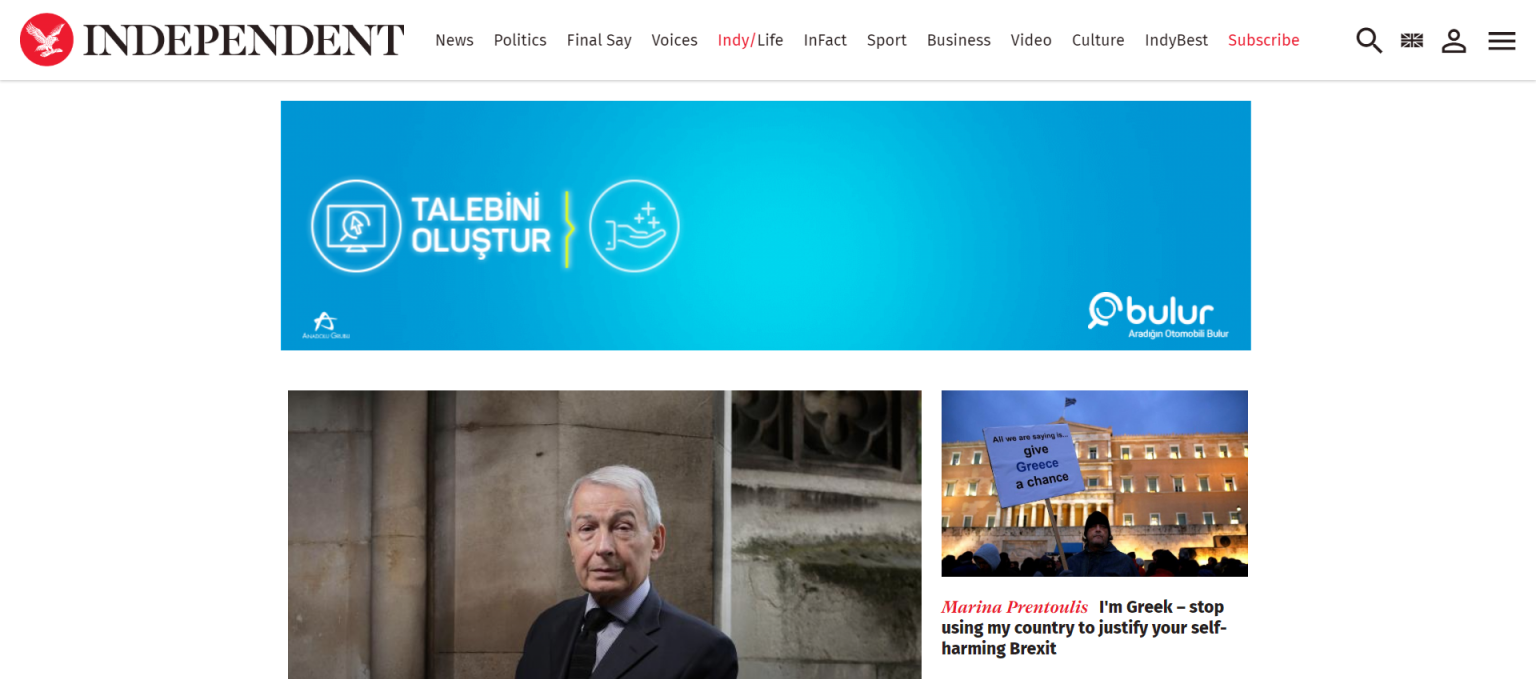 INDEPENDENT
News Politics Final Say Voices Indy/Life InFact Sport Business Video Culture IndyBest Subscribe
TALEBİNİ
OLUŞTUR
ANADOLU GRUBU
bulur
Aradığın Otomobili Bulur
All we are saying is...
give
Greece
a chance
Marina Prentoulis I'm Greek – stop
using my country to justify your self-
harming Brexit